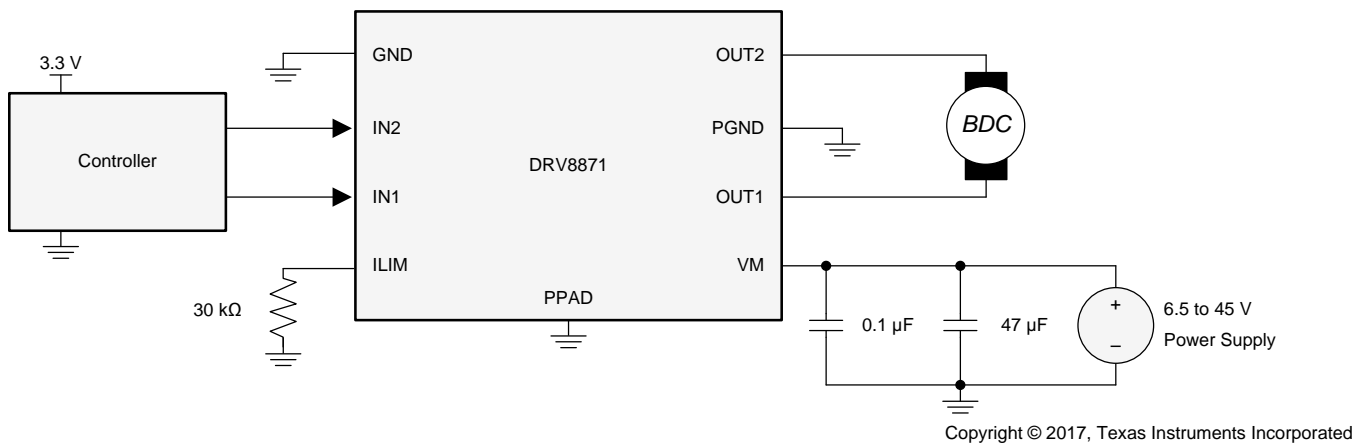 3.3 V
Controller
GND
IN2
IN1
ILIM
30 kΩ
DRV8871
PPAD
OUT2
PGND
OUT1
VM
BDC
0.1 µF
47 µF
+
–
6.5 to 45 V
Power Supply
Copyright © 2017, Texas Instruments Incorporated